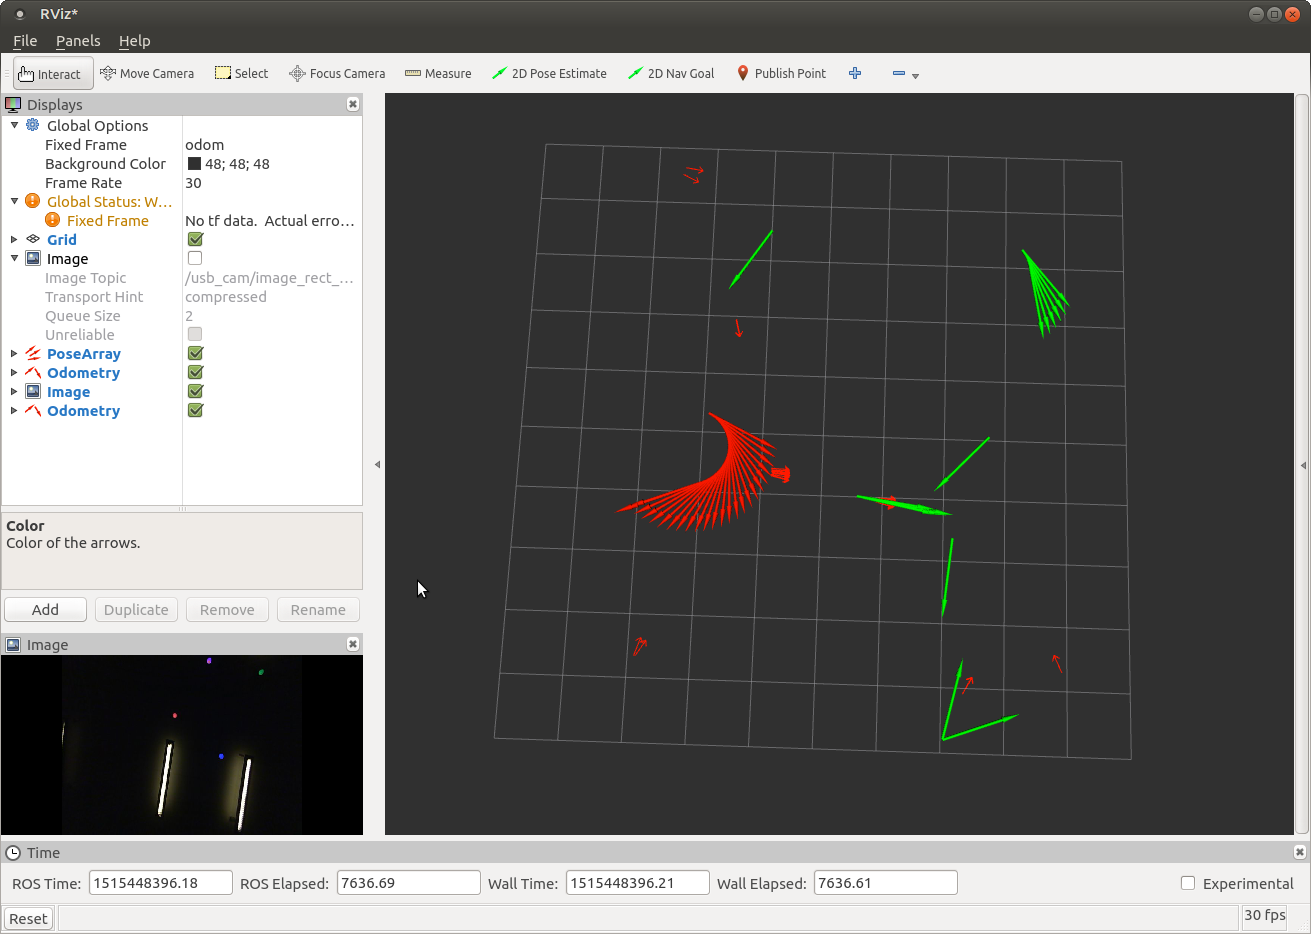 RViz*
File Panels Help
Interact Move Camera Select Focus Camera Measure 2D Pose Estimate 2D Nav Goal Publish Point
Displays
Global Options
Fixed Frame odom
Background Color 48; 48; 48
Frame Rate 30
Global Status: W...
Fixed Frame No tf data. Actual erro...
Grid
Image
Image Topic /usb_cam/image_rect_...
Transport Hint compressed
Queue Size 2
Unreliable
PoseArray
Odometry
Image
Odometry
Color
Color of the arrows.
Add Duplicate Remove Rename
Image
Time
ROS Time: 1515448396.18 ROS Elapsed: 7636.69 Wall Time: 1515448396.21 Wall Elapsed: 7636.61 Experimental
Reset 30 fps